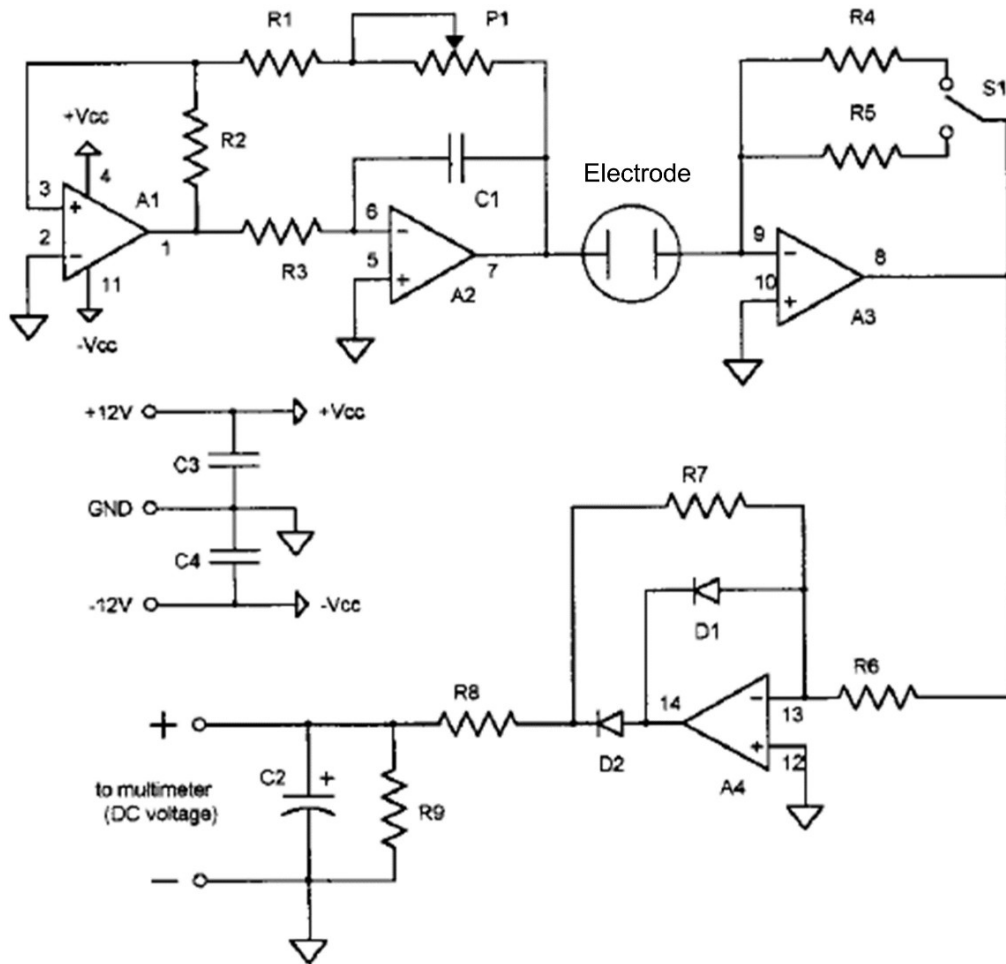 R1
P1
R4
S1
+Vcc
R2
R5
4
3
+
A1
C1
Electrode
2
-
1
6
-
9
-
8
11
R3
5
+
7
10
+
-Vcc
A2
A3
+12V
+Vcc
C3
R7
GND
C4
-12V
-Vcc
D1
R6
R8
14
-
13
+
D2
+
12
C2
+
A4
to multimeter
(DC voltage)
R9
-